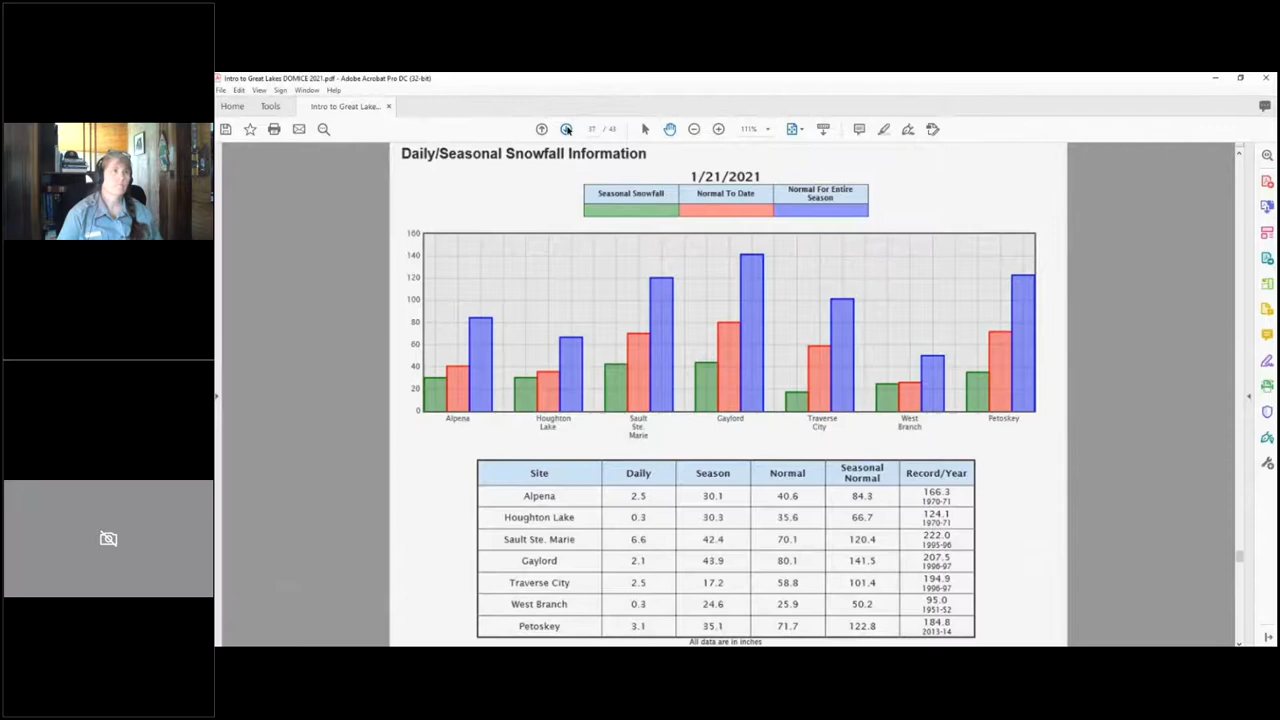 Intro to Great Lakes DOMICE 2021.pdf - Adobe Acrobat Pro DC (32-bit)
File Edit View Sign Window Help
Home Tools Intro to Great Lake...
37 / 43 111%
Daily/Seasonal Snowfall Information
1/21/2021
Seasonal Snowfall Normal To Date Normal For Entire
Season
160
140
120
100
80
60
40
20
0
Alpena Houghton Sault Gaylord Traverse West Petoskey
Lake Ste. City Branch
Marie
Site Daily Season Normal Seasonal Normal Record/Year
Alpena 2.5 30.1 40.6 84.3 166.3 1970-71
Houghton Lake 0.3 30.3 35.6 66.7 124.1 1970-71
Sault Ste. Marie 6.6 42.4 70.1 120.4 222.0 1995-96
Gaylord 2.1 43.9 80.1 141.5 207.5 1996-97
Traverse City 2.5 17.2 58.8 101.4 194.9 1996-97
West Branch 0.3 24.6 25.9 50.2 95.0 1951-52
Petoskey 3.1 35.1 71.7 122.8 184.8 2013-14
All data are in inches